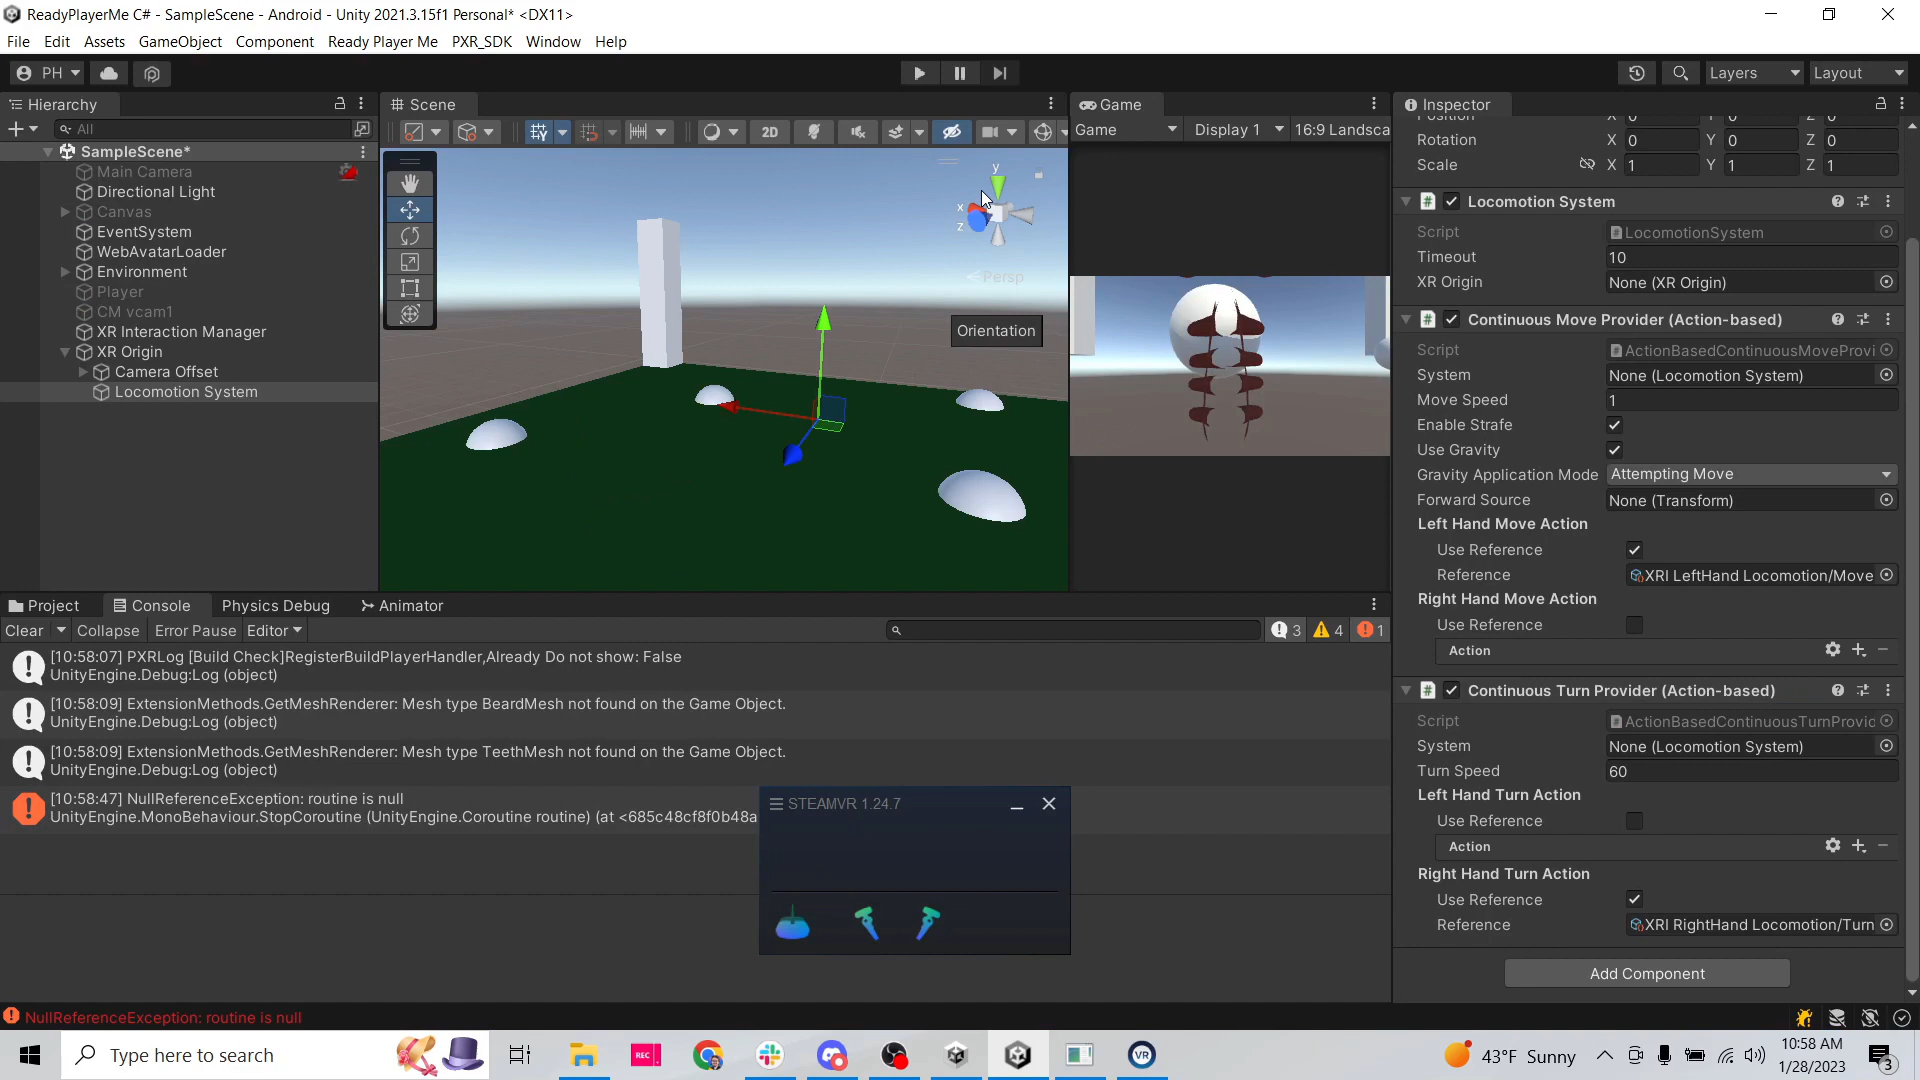 ReadyPlayerMe C# - SampleScene - Android - Unity 2021.3.15f1 Personal* <DX11>
File Edit Assets GameObject Component Ready Player Me PXR_SDK Window Help
PH
Layers
Layout
Hierarchy
All
SampleScene*
Main Camera
Directional Light
Canvas
EventSystem
WebAvatarLoader
Environment
Player
CM vcam1
XR Interaction Manager
XR Origin
Camera Offset
Locomotion System
Scene
2D
y
x
z
Persp
Orientation
Game
Game Display 1 16:9 Landsca
Inspector
Position X 0 Y 0 Z 0
Rotation X 0 Y 0 Z 0
Scale X 1 Y 1 Z 1
Locomotion System
Script LocomotionSystem
Timeout 10
XR Origin None (XR Origin)
Continuous Move Provider (Action-based)
Script ActionBasedContinuousMoveProvi
System None (Locomotion System)
Move Speed 1
Enable Strafe
Use Gravity
Gravity Application Mode Attempting Move
Forward Source None (Transform)
Left Hand Move Action
Use Reference
Reference XRI LeftHand Locomotion/Move
Right Hand Move Action
Use Reference
Action
Continuous Turn Provider (Action-based)
Script ActionBasedContinuousTurnProvid
System None (Locomotion System)
Turn Speed 60
Left Hand Turn Action
Use Reference
Action
Right Hand Turn Action
Use Reference
Reference XRI RightHand Locomotion/Turn
Add Component
Project Console Physics Debug Animator
Clear Collapse Error Pause Editor 3 4 1
[10:58:07] PXRLog [Build Check]RegisterBuildPlayerHandler,Already Do not show: False
UnityEngine.Debug:Log (object)
[10:58:09] ExtensionMethods.GetMeshRenderer: Mesh type BeardMesh not found on the Game Object.
UnityEngine.Debug:Log (object)
[10:58:09] ExtensionMethods.GetMeshRenderer: Mesh type TeethMesh not found on the Game Object.
UnityEngine.Debug:Log (object)
[10:58:47] NullReferenceException: routine is null
UnityEngine.MonoBehaviour.StopCoroutine (UnityEngine.Coroutine routine) (at <685c48cf8f0b48a
STEAMVR 1.24.7
NullReferenceException: routine is null
Type here to search
REC
VR
43°F Sunny
10:58 AM
1/28/2023
3